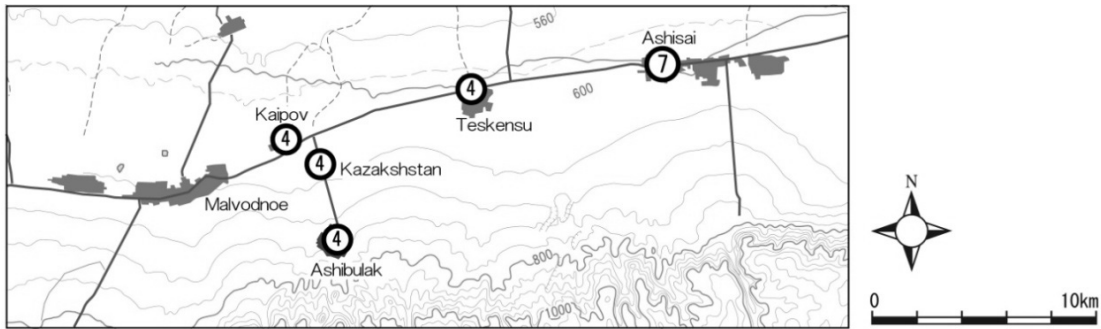 560
Ashisai
7
4
600
Teskensu
Kaipov
4
4
Kazakshstan
Malvodnoe
N
4
800
Ashibulak
0
10km
1000